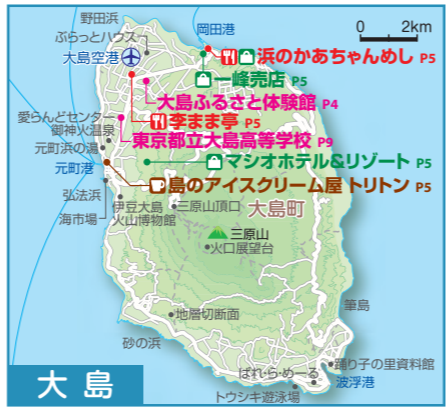 野田浜
ぶらっとハウス
岡田港
0 2km
大島空港
浜のかあちゃんめし P5
一峰売店 P5
大島ふるさと体験館 P4
愛らんどセンター
御神火温泉
李まま亭 P5
東京都立大島高等学校 P9
元町浜の湯
元町港
マシオホテル&リゾート P5
島のアイスクリーム屋 トリトン P5
弘法浜
海市場
伊豆大島
火山博物館
三原山頂口
大島町
三原山
火口展望台
筆島
地層切断面
砂の浜
踊り子の里資料館
ぱれ・ら・めーる
波浮港
トウシキ遊泳場
大島